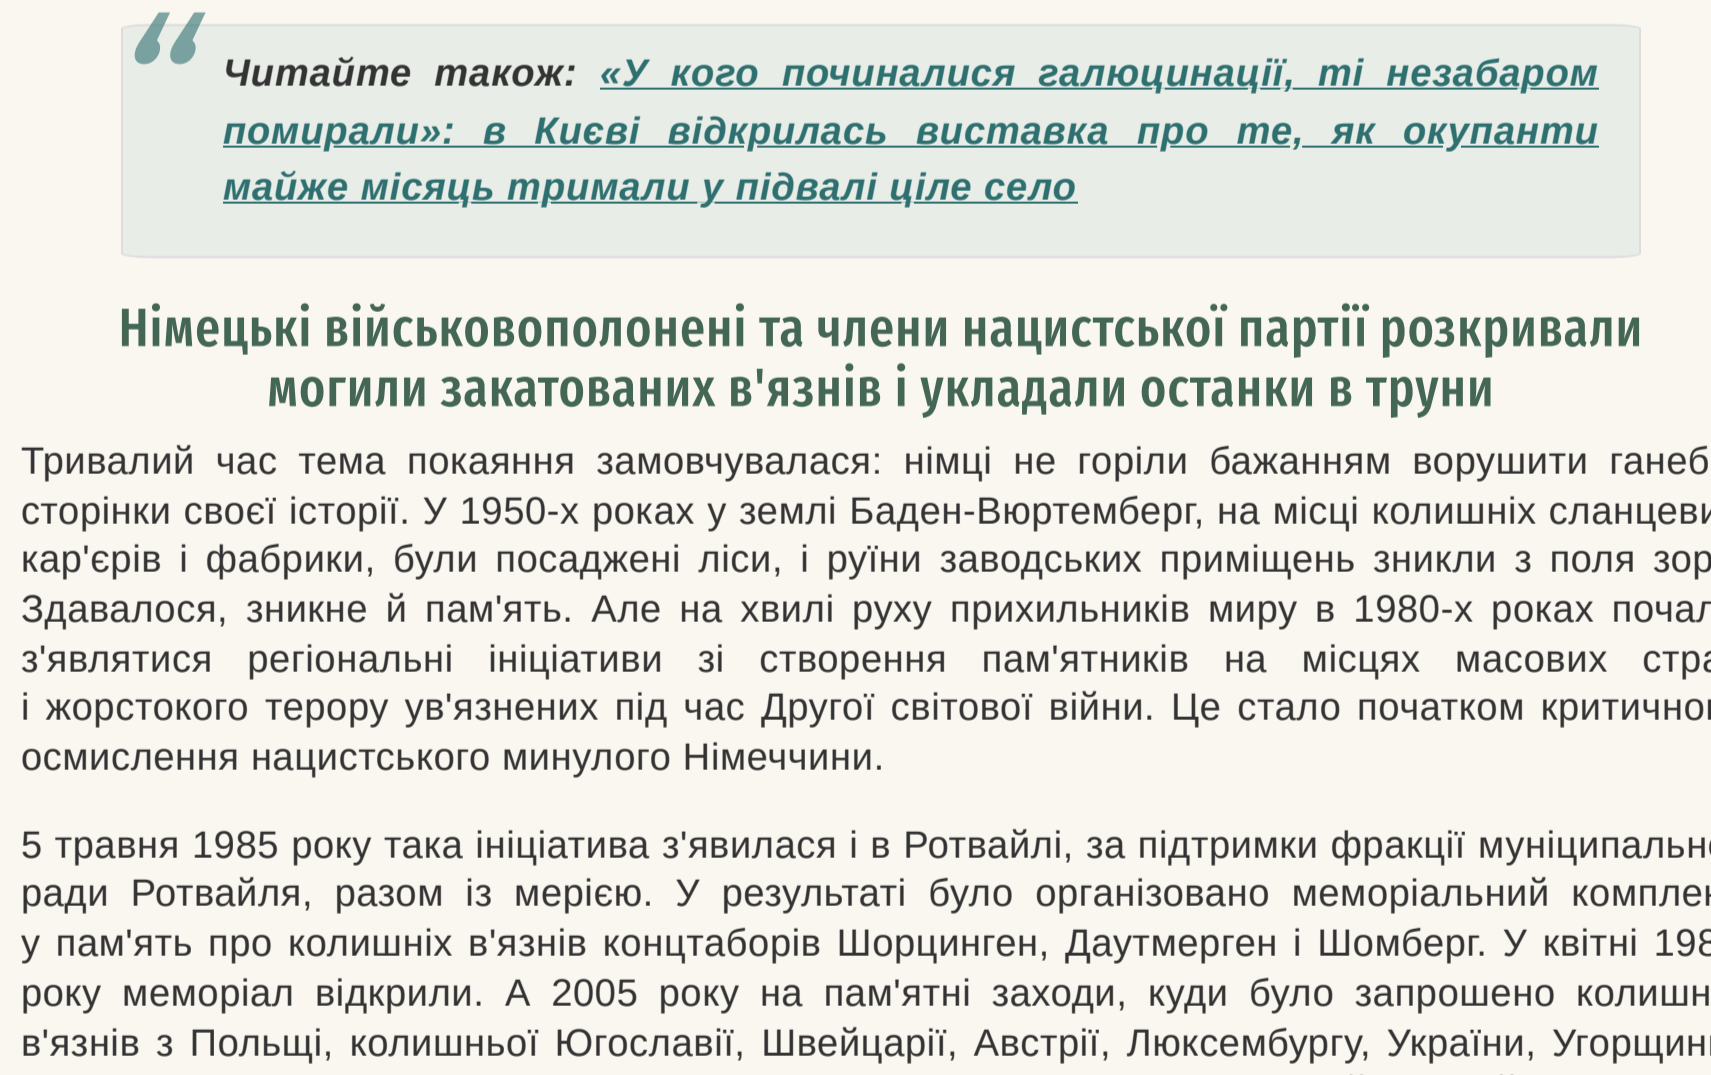 Читайте також: «У кого починалися галюцинації, ті незабаром
помирали»: в Києві відкрилась виставка про те, як окупанти
майже місяць тримали у підвалі ціле село
Німецькі військовополонені та члени нацистської партії розкривали
могили закатованих в'язнів і укладали останки в труни
Тривалий час тема покаяння замовчувалася: німці не горіли бажанням ворушити ганеб
сторінки своєї історії. У 1950-х роках у землі Баден-Вюртемберг, на місці колишніх сланцеви
кар'єрів і фабрики, були посаджені ліси, і руїни заводських приміщень зникли з поля зор
Здавалося, зникне й пам'ять. Але на хвилі руху прихильників миру в 1980-х роках почал
з'являтися регіональні ініціативи зі створення пам'ятників на місцях масових стра
і жорстокого терору ув'язнених під час Другої світової війни. Це стало початком критично
осмислення нацистського минулого Німеччини.
5 травня 1985 року така ініціатива з'явилася і в Ротвайлі, за підтримки фракції муніципально
ради Ротвайля, разом із мерією. У результаті було організовано меморіальний комплек
у пам'ять про колишніх в'язнів концтаборів Шорцинген, Даутмерген і Шомберг. У квітні 198
року меморіал відкрили. А 2005 року на пам'ятні заходи, куди було запрошено колишн
в'язнів з Польщі, колишньої Югославії, Швейцарії, Австрії, Люксембургу, України, Угорщин